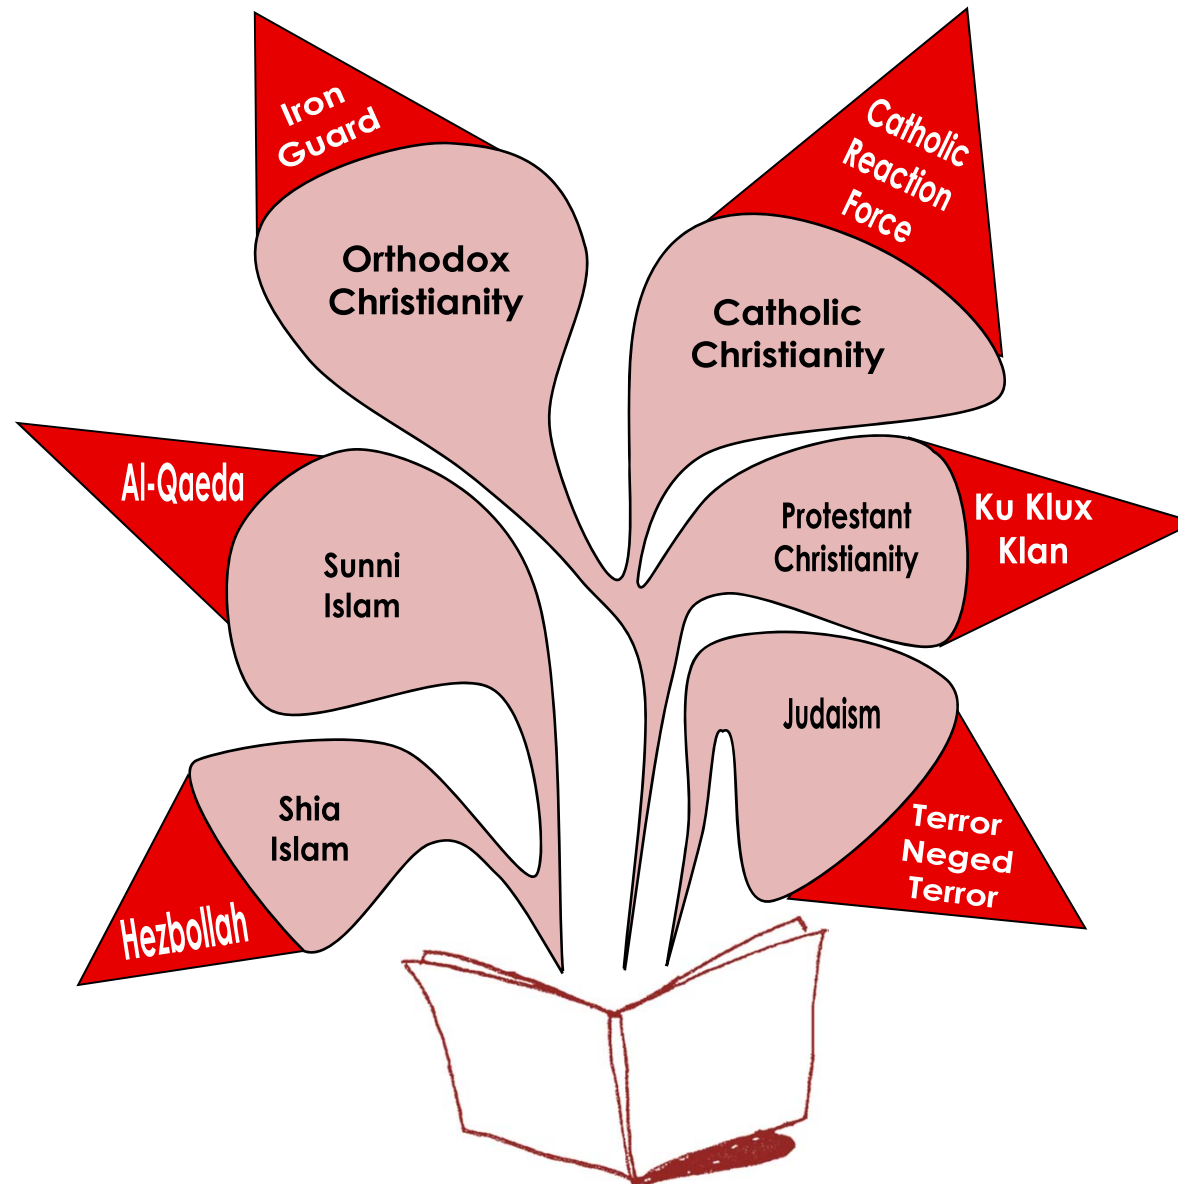 Iron
Guard
Catholic
Reaction
Force
Orthodox
Christianity
Catholic
Christianity
Al-Qaeda
Sunni
Islam
Protestant
Christianity
Ku Klux
Klan
Judaism
Shia
Islam
Terror
Neged
Terror
Hezbollah